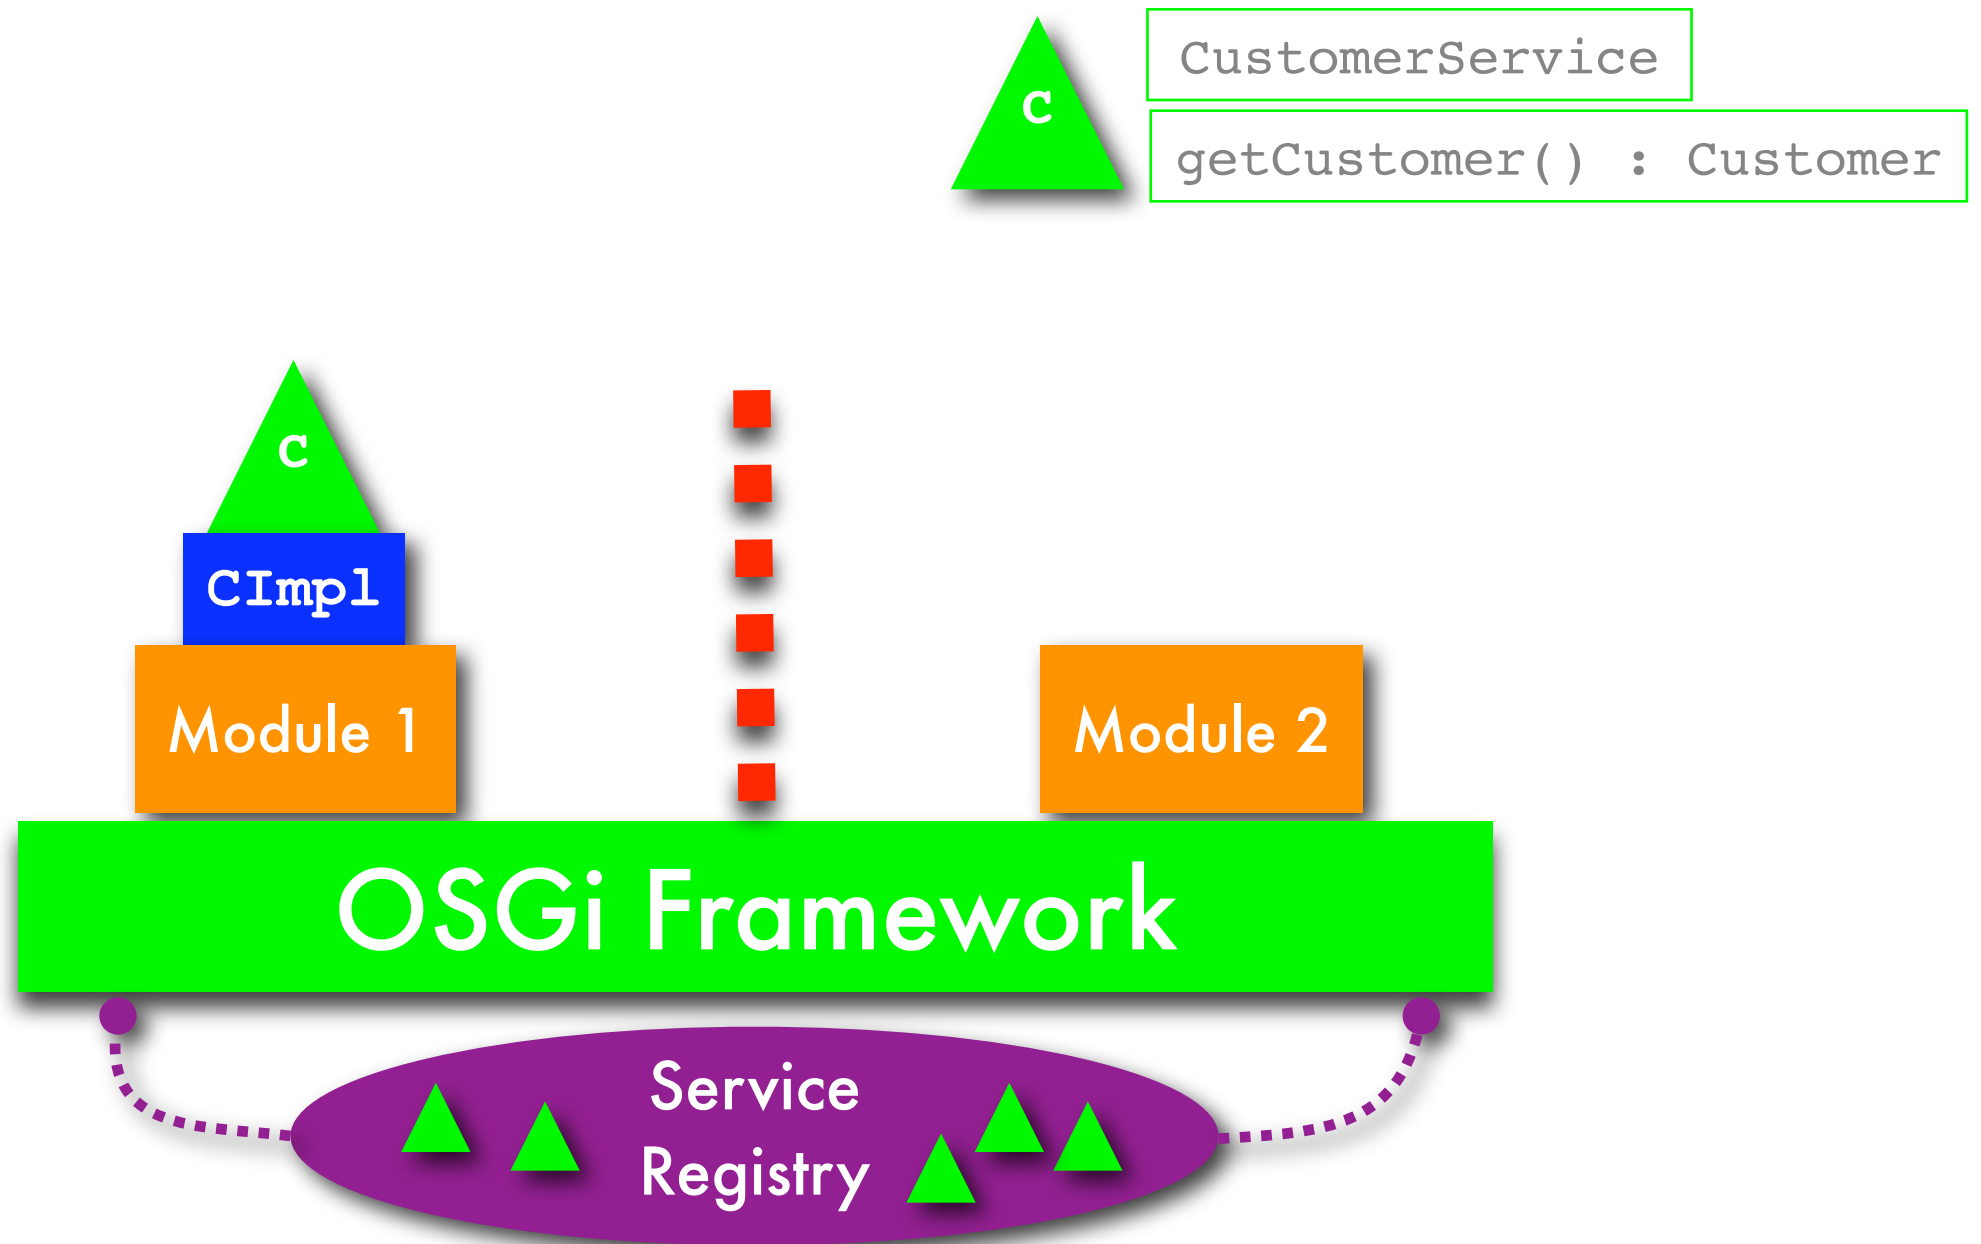 C
CustomerService
getCustomer() : Customer
C
CImpl
Module 1
Module 2
OSGi Framework
Service
Registry